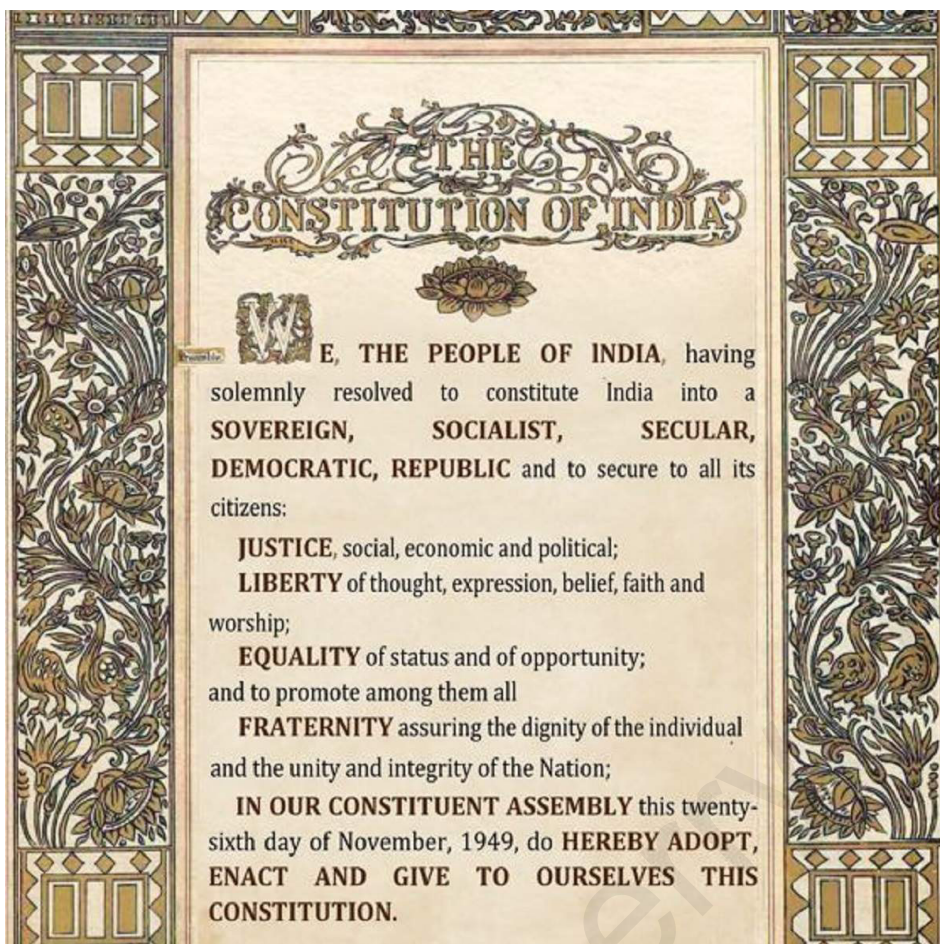 THE
CONSTITUTION OF INDIA
WE, THE PEOPLE OF INDIA, having
solemnly resolved to constitute India into a
SOVEREIGN, SOCIALIST, SECULAR,
DEMOCRATIC, REPUBLIC and to secure to all its
citizens:
JUSTICE, social, economic and political;
LIBERTY of thought, expression, belief, faith and
worship;
EQUALITY of status and of opportunity;
and to promote among them all
FRATERNITY assuring the dignity of the individual
and the unity and integrity of the Nation;
IN OUR CONSTITUENT ASSEMBLY this twenty-
sixth day of November, 1949, do HEREBY ADOPT,
ENACT AND GIVE TO OURSELVES THIS
CONSTITUTION.